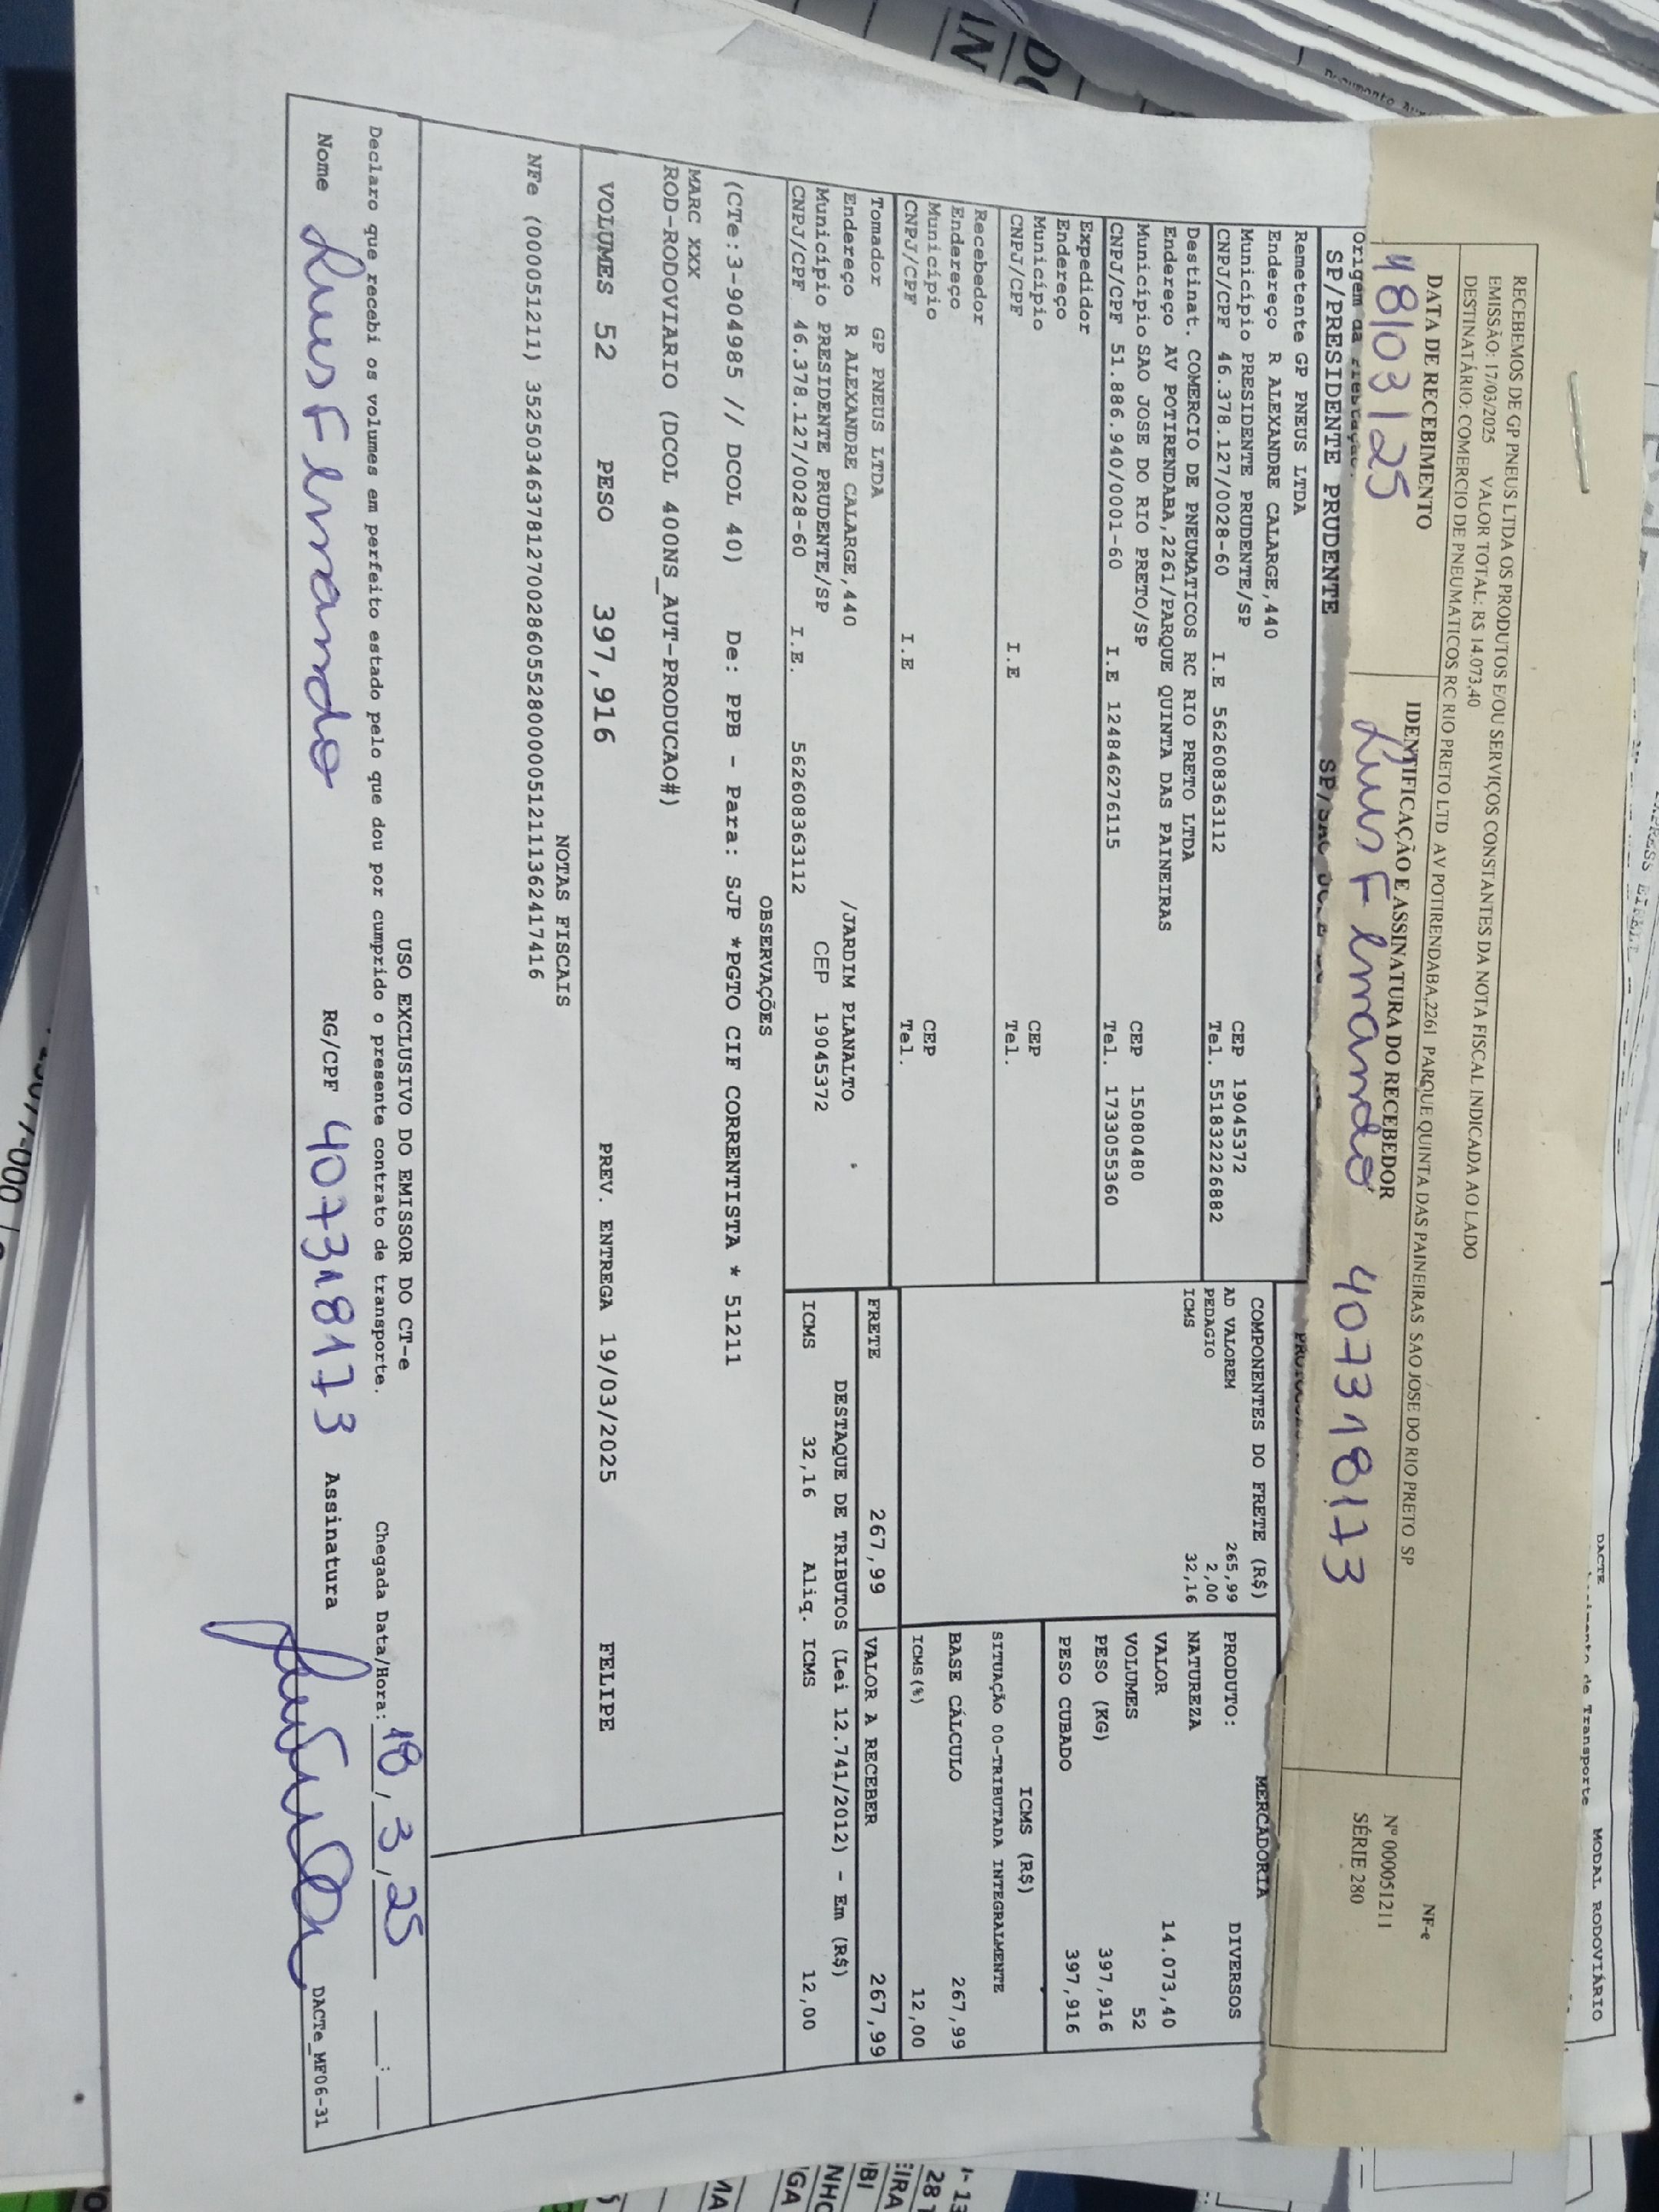 RECEBEMOS DE GP PNEUS LTDA OS PRODUTOS E/OU SERVIÇOS CONSTANTES DA NOTA FISCAL INDICADA AO LADO
EMISSÃO: 17/03/2025 VALOR TOTAL: R$ 14.073,40
DESTINATÁRIO: COMERCIO DE PNEUMATICOS RC RIO PRETO LTD AV POTIRENDABA,2261 PARQUE QUINTA DAS PAINEIRAS SAO JOSE DO RIO PRETO SP
DATA DE RECEBIMENTO
18/03/25
IDENTIFICAÇÃO E ASSINATURA DO RECEBEDOR
Luis Fernando 407318173
NF-e
Nº 000051211
SÉRIE 280
DACTE
de Transporte
MODAL RODOVIÁRIO
Origem da Prestação:
SP/PRESIDENTE PRUDENTE
Remetente GP PNEUS LTDA
Endereço R ALEXANDRE CALARGE,440
Município PRESIDENTE PRUDENTE/SP CEP 19045372
CNPJ/CPF 46.378.127/0028-60 I.E 562608363112 Tel. 551832226882
Destinat. COMERCIO DE PNEUMATICOS RC RIO PRETO LTDA
Endereço AV POTIRENDABA,2261/PARQUE QUINTA DAS PAINEIRAS
Município SAO JOSE DO RIO PRETO/SP CEP 15080480
CNPJ/CPF 51.886.940/0001-60 I.E 124846276115 Tel. 1733055360
Expedidor
Endereço
Município CEP
CNPJ/CPF I.E Tel.
Recebedor
Endereço
Município CEP
CNPJ/CPF I.E Tel.
Tomador GP PNEUS LTDA
Endereço R ALEXANDRE CALARGE,440 /JARDIM PLANALTO
Município PRESIDENTE PRUDENTE/SP CEP 19045372
CNPJ/CPF 46.378.127/0028-60 I.E. 562608363112
COMPONENTES DO FRETE (R$)
AD VALOREM 265,99
PEDAGIO 2,00
ICMS 32,16
MERCADORIA
PRODUTO: DIVERSOS
NATUREZA
VALOR 14.073,40
VOLUMES 52
PESO (KG) 397,916
PESO CUBADO 397,916
ICMS (R$)
SITUAÇÃO 00-TRIBUTADA INTEGRALMENTE
BASE CÁLCULO 267,99
ICMS(%) 12,00
FRETE 267,99 VALOR A RECEBER 267,99
DESTAQUE DE TRIBUTOS (Lei 12.741/2012) - Em (R$)
ICMS 32,16 Aliq. ICMS 12,00
OBSERVAÇÕES
(CTe:3-904985 // DCOL 40) De: PPB - Para: SJP *PGTO CIF CORRENTISTA * 51211
MARC XXX
ROD-RODOVIARIO (DCOL 400NS_AUT-PRODUCAO#)
VOLUMES 52 PESO 397,916 PREV. ENTREGA 19/03/2025 FELIPE
NOTAS FISCAIS
NFe (000051211) 35250346378127002860552800000512111362417416
USO EXCLUSIVO DO EMISSOR DO CT-e
Declaro que recebi os volumes em perfeito estado pelo que dou por cumprido o presente contrato de transporte. Chegada Data/Hora: 18/3/25 __:__
Nome Luis Fernando RG/CPF 407318173 Assinatura
DACTe_MF06-31